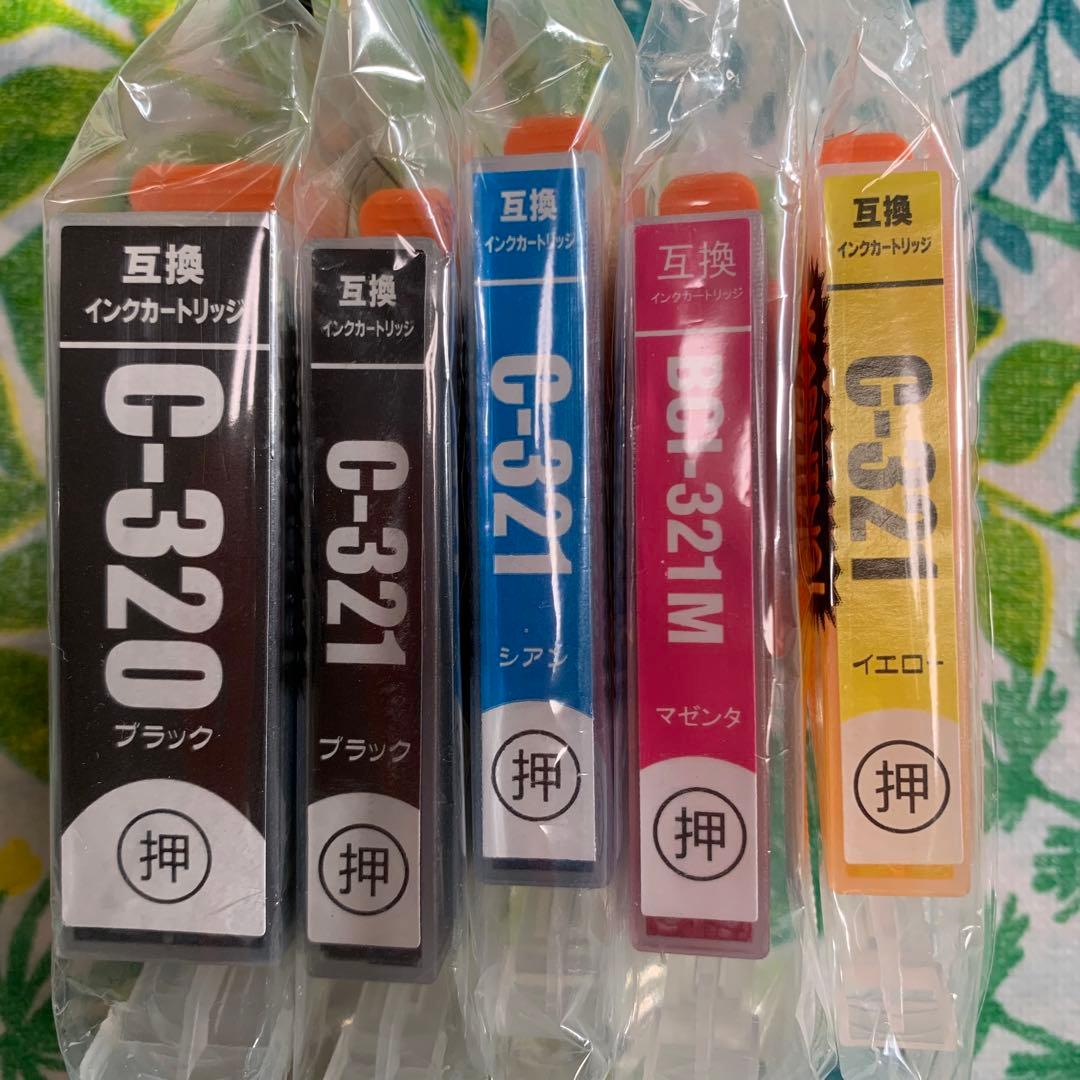 互換
インクカートリッジ
C-320
ブラック
押
互換
インクカートリッジ
C-321
ブラック
押
互換
インクカートリッジ
C-321
シアン
押
互換
インクカートリッジ
BCI-321M
マゼンタ
押
互換
インクカートリッジ
C-321
イエロー
押